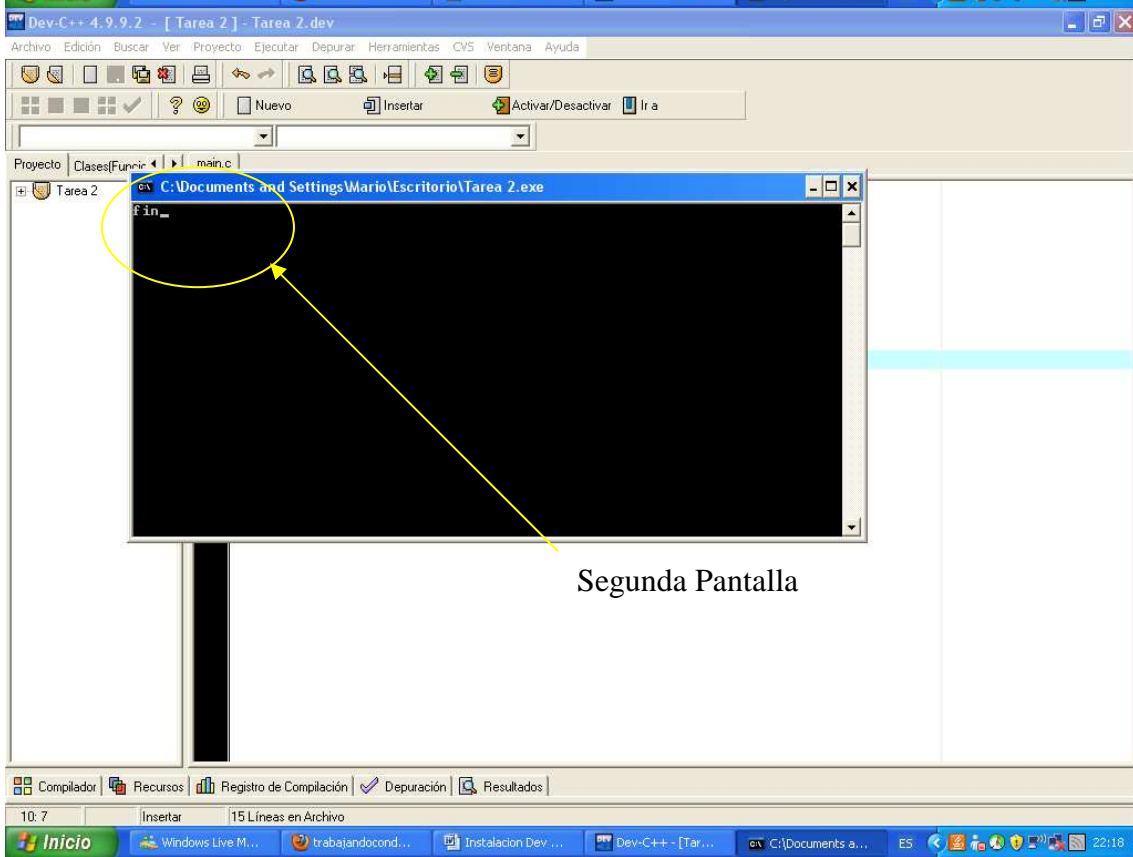 Dev-C++ 4.9.9.2 - [ Tarea 2 ] - Tarea 2.dev
Archivo Edición Buscar Ver Proyecto Ejecutar Depurar Herramientas CVS Ventana Ayuda
Nuevo Insertar Activar/Desactivar Ir a
Proyecto Clases(Funcic main.c
Tarea 2
C:\Documents and Settings\Mario\Escritorio\Tarea 2.exe
fin_
Segunda Pantalla
Compilador Recursos Registro de Compilación Depuración Resultados
10: 7 Insertar 15 Líneas en Archivo
Inicio Windows Live M... trabajandocond... Instalacion Dev ... Dev-C++ - [Tar... C:\Documents a... ES 22:18